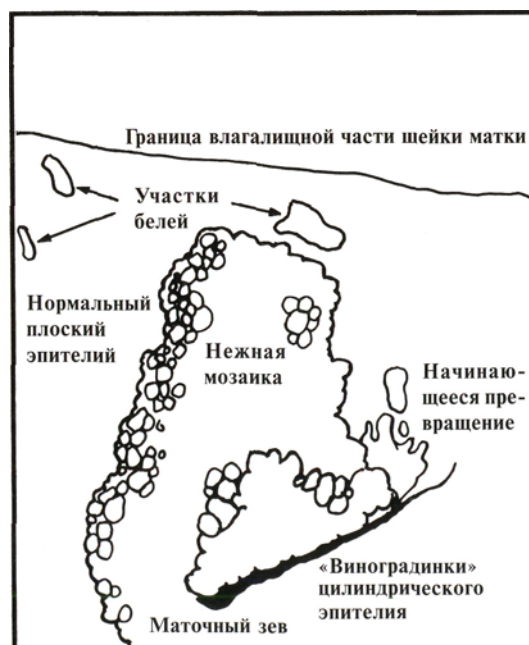 Граница влагалищной части шейки матки
Участки
белей
Нормальный
плоский
эпителий
Нежная
мозаика
Начинаю-
щееся пре-
вращение
«Виноградинки»
цилиндрического
эпителия
Маточный зев